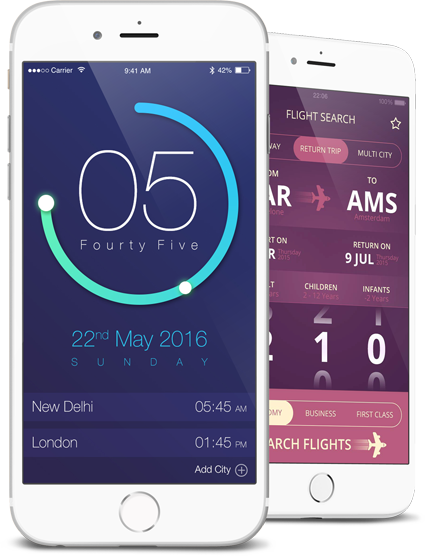 Carrier 9:41 AM 42%
05
Fourty Five
22nd May 2016
SUNDAY
New Delhi 05:45 AM
London 01:45 PM
Add City
22:06 100%
FLIGHT SEARCH
WAY RETURN TRIP MULTI CITY
OM TO
AR AMS
Amsterdam
RT ON RETURN ON
9 JUL Thursday 2015
LT CHILDREN INFANTS
2 - 12 Years -2 Years
2 1 0
OMY BUSINESS FIRST CLASS
ARCH FLIGHTS